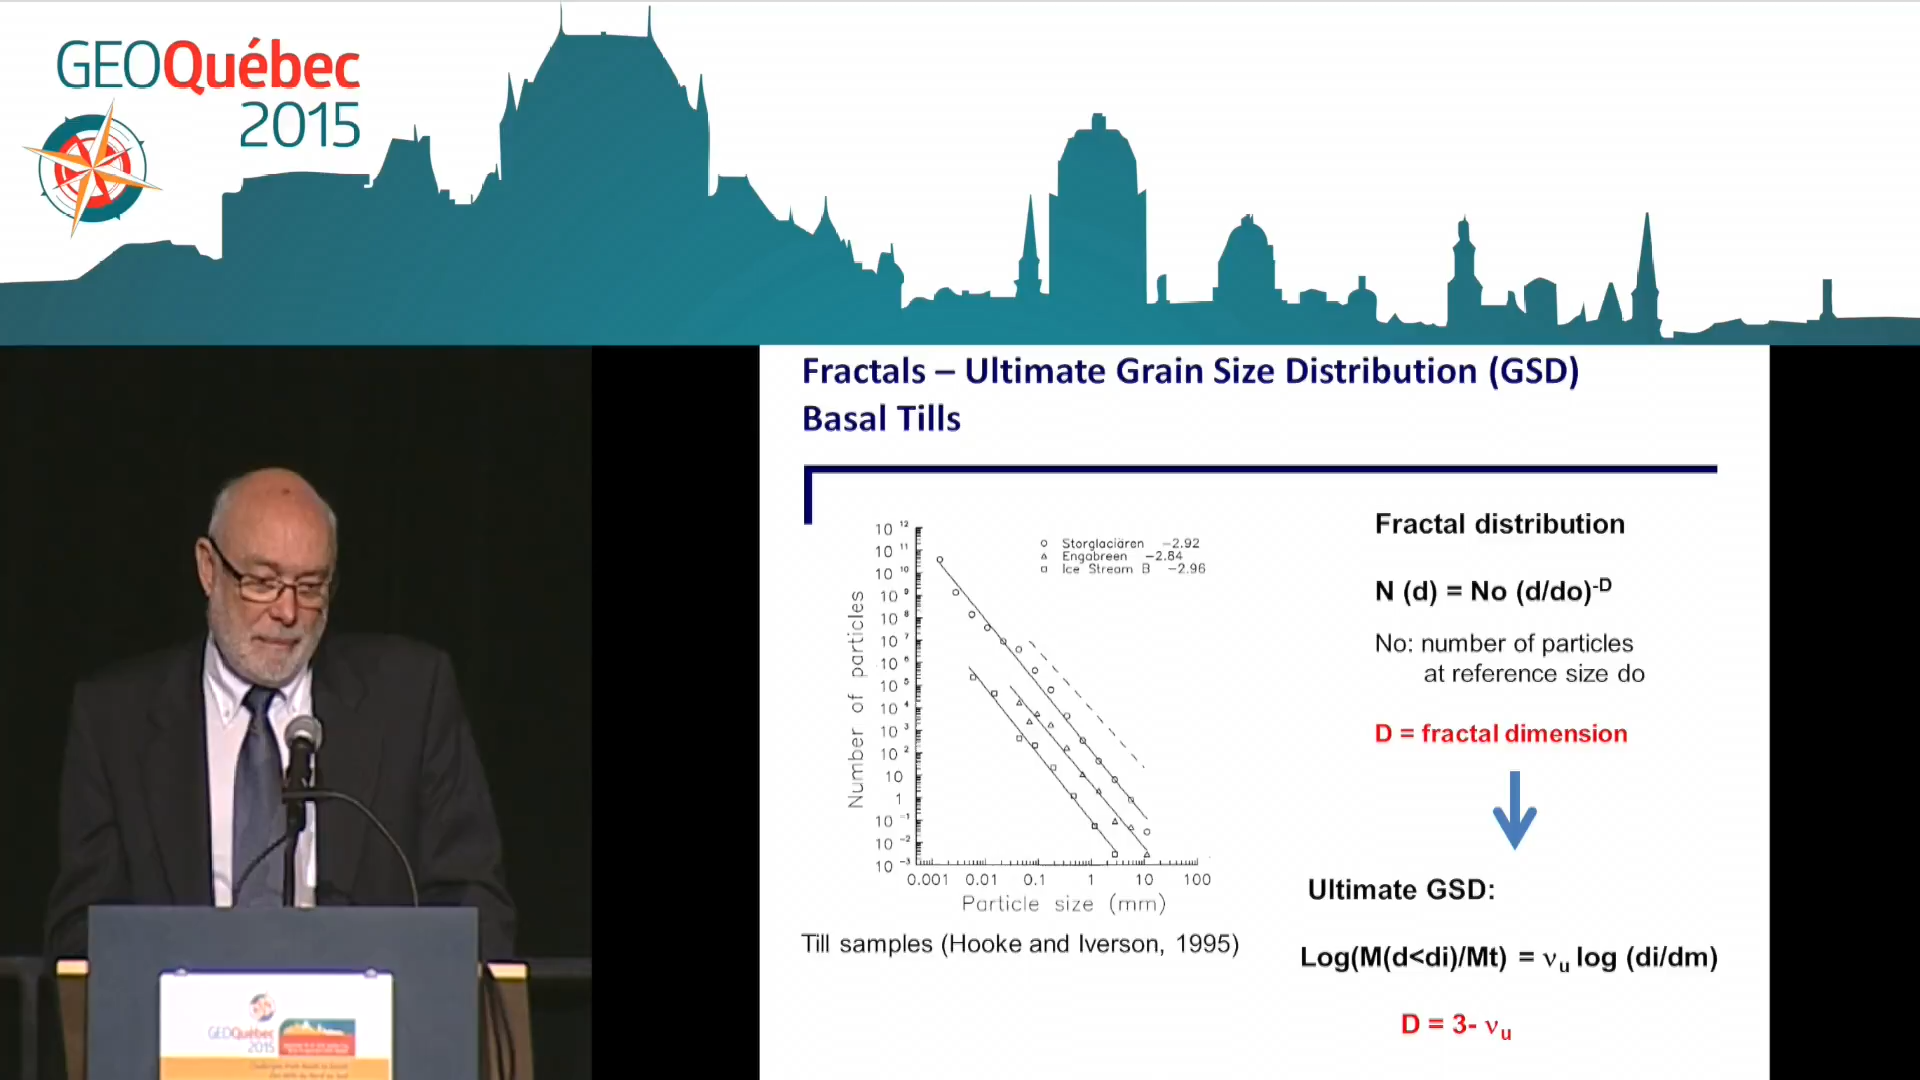 GEOQuébec
2015
Fractals – Ultimate Grain Size Distribution (GSD)
Basal Tills
10 12
10 11
10 10
10 9
10 8
10 7
10 6
10 5
10 4
10 3
10 2
10
1
10 -1
10 -2
10 -3
Number of particles
Storglaciären -2.92
Engabreen -2.84
Ice Stream B -2.96
0.001 0.01 0.1 1 10 100
Particle size (mm)
Till samples (Hooke and Iverson, 1995)
Fractal distribution
N (d) = No (d/do)-D
No: number of particles
at reference size do
D = fractal dimension
Ultimate GSD:
Log(M(d<di)/Mt) = νu log (di/dm)
D = 3- νu
GEOQuébec
2015